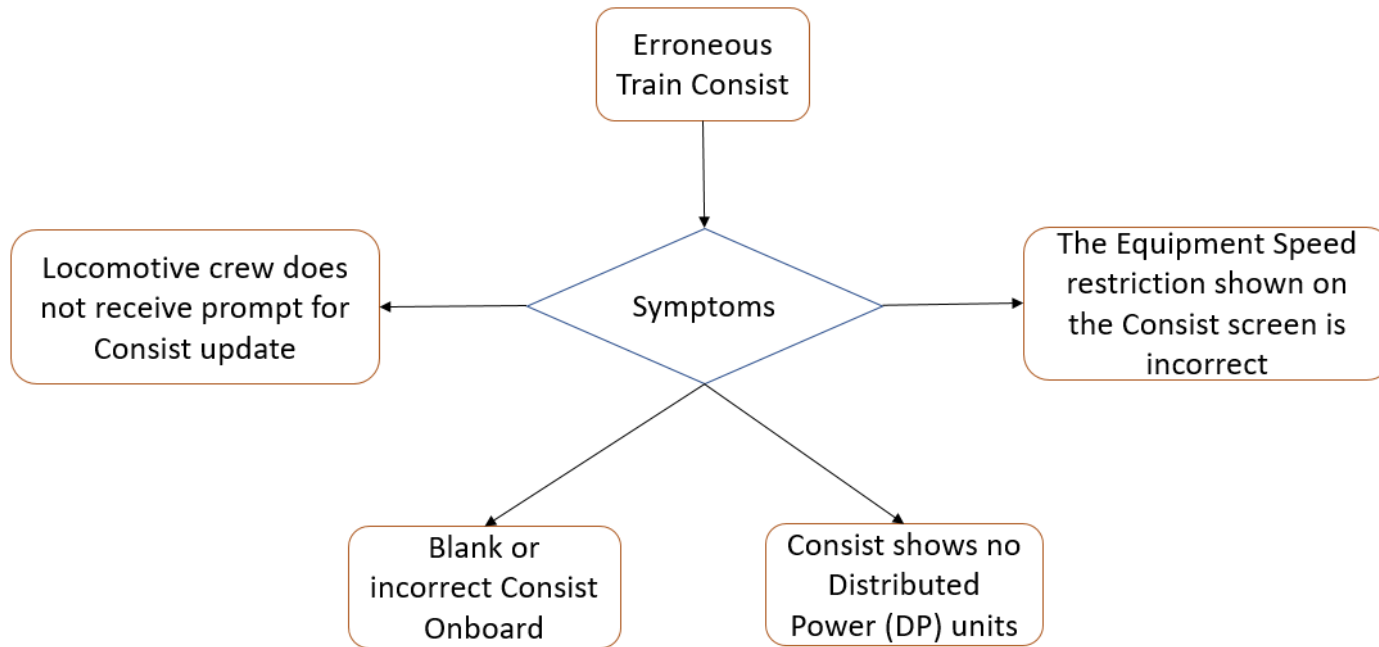 Erroneous
Train Consist
Locomotive crew does
not receive prompt for
Consist update
Symptoms
The Equipment Speed
restriction shown on
the Consist screen is
incorrect
Blank or
incorrect Consist
Onboard
Consist shows no
Distributed
Power (DP) units